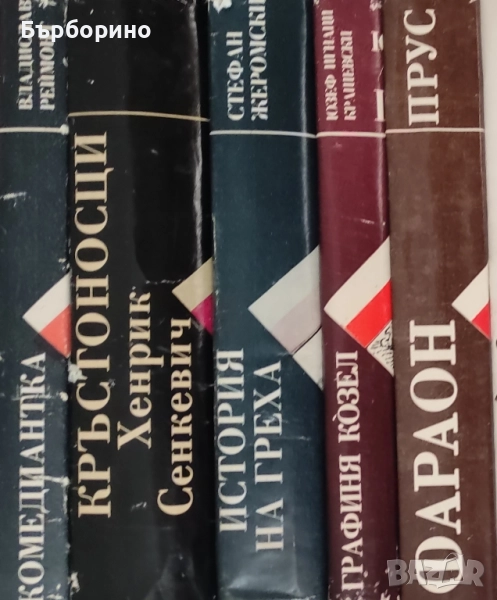 Бърборино
ВЛАДИСЛАВ
РЕЙМОНТ
КОМЕДИАНТКА
КРЪСТОНОСЦИ
Хенрик
Сенкевич
СТЕФАН
ЖЕРОМСКИ
ИСТОРИЯ
НА ГРЕХА
ЮЗЕФ ИГНАЦИ
КРАШЕВСКИ
ГРАФИНЯ КОЗЕЛ
ПРУС
ФАРАОН
bazar